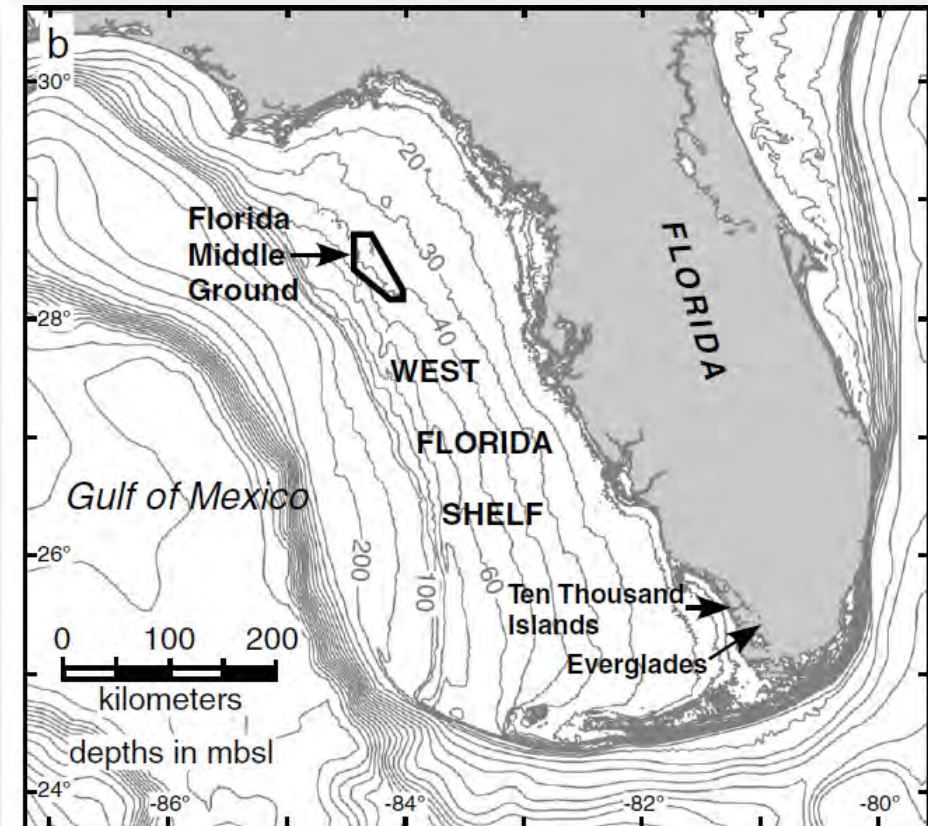 b
30°
20
Florida
Middle
Ground
30
28°
40
FLORIDA
WEST
FLORIDA
SHELF
Gulf of Mexico
26°
200
100
60
Ten Thousand
Islands
Everglades
0 100 200
kilometers
depths in mbsl
24°
-86° -84° -82° -80°